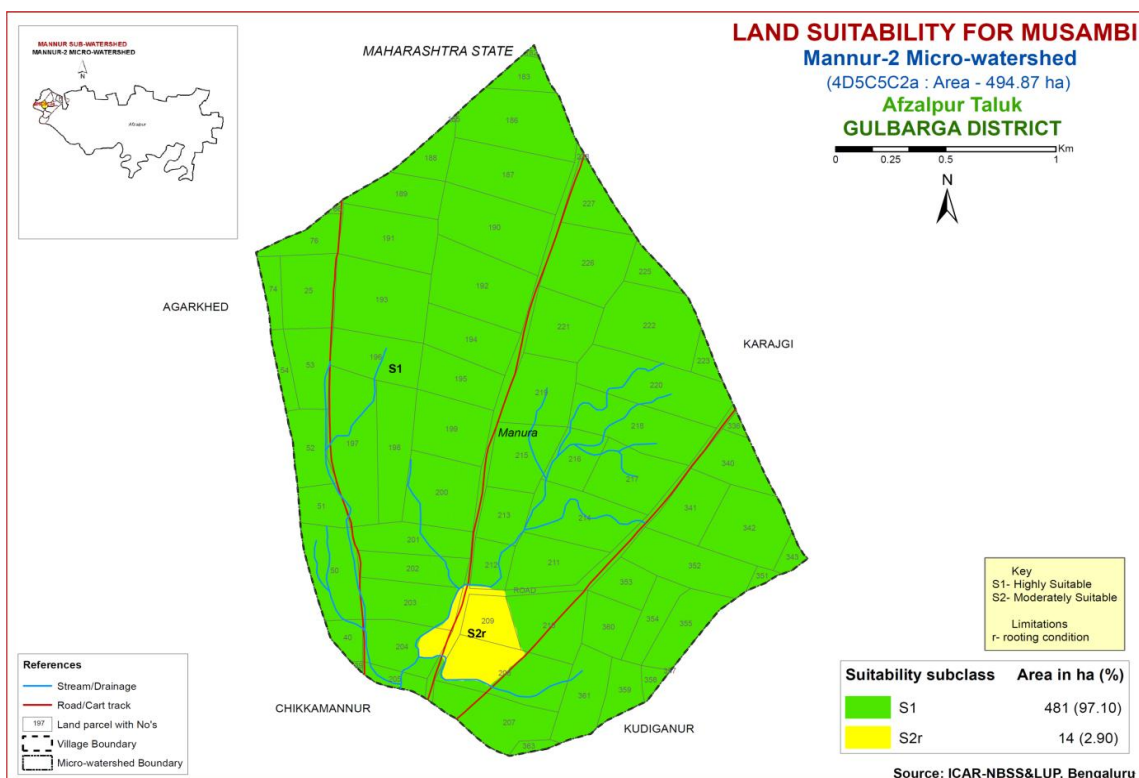 MANNUR SUB-WATERSHED
MANNUR-2 MICRO-WATERSHED
N
Afzalpur
MAHARASHTRA STATE
LAND SUITABILITY FOR MUSAMBI
Mannur-2 Micro-watershed
(4D5C5C2a : Area - 494.87 ha)
Afzalpur Taluk
GULBARGA DISTRICT
0 0.25 0.5 1 Km
N
183
186
188
187
227
189
76
191
190
226
225
AGARKHED
74
25
193
192
221
222
KARAJGI
194
223
54
53
196
S1
195
219
220
197
198
199
Manura
218
336
52
215
216
340
217
200
51
213
214
341
342
201
212
211
352
343
50
202
ROAD
353
351
203
209
354
S2r
360
355
40
204
361
359
358
CHIKKAMANNUR
207
KUDIGANUR
363
Key
S1- Highly Suitable
S2- Moderately Suitable
Limitations
r- rooting condition
References
Stream/Drainage
Road/Cart track
197 Land parcel with No's
Village Boundary
Micro-watershed Boundary
Suitability subclass Area in ha (%)
S1 481 (97.10)
S2r 14 (2.90)
Source: ICAR-NBSS&LUP, Bengaluru